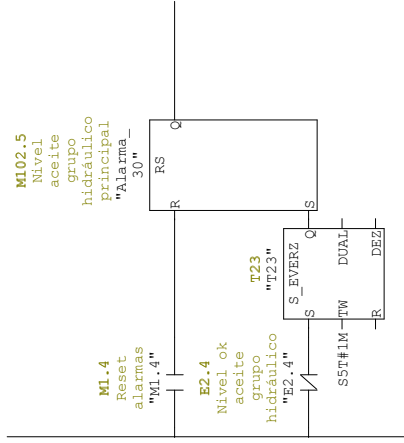 M102.5
Nivel
aceite
grupo
hidráulico
principal
"Alarma_
30"
M1.4
Reset
alarmas
"M1.4"
RS
R
Q
E2.4
Nivel ok
aceite
grupo
hidráulico
"E2.4"
T23
"T23"
S_EVERZ
S
Q
S
S5T#1M
TW
DUAL
R
DEZ